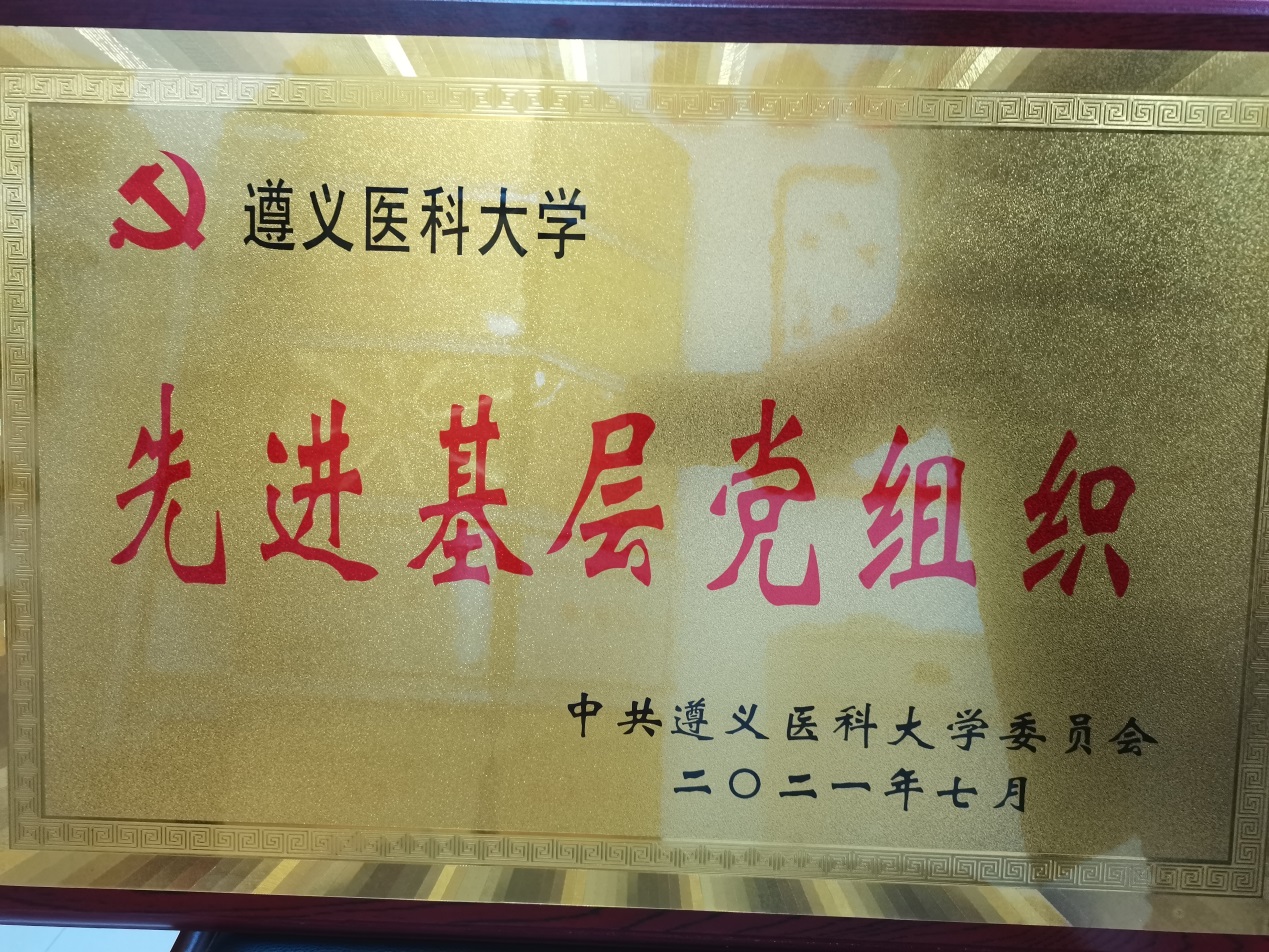 遵义医科大学
先进基层党组织
中共遵义医科大学委员会
二〇二一年七月